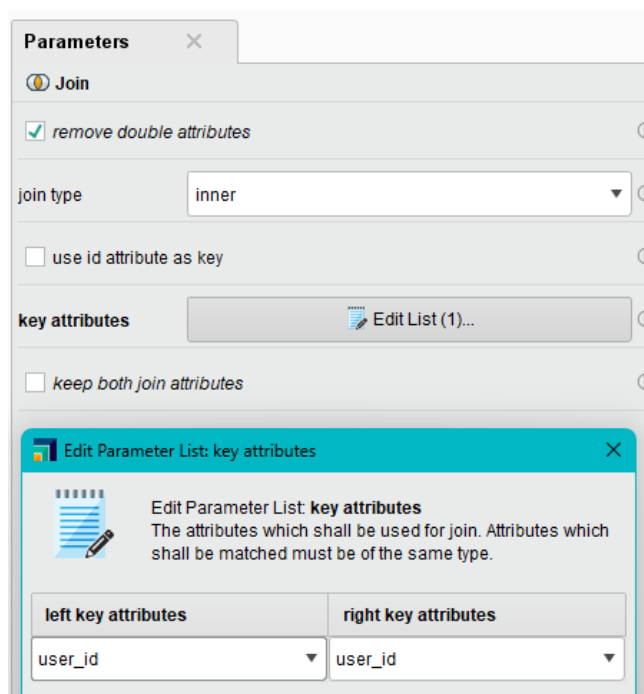 Parameters
Join
remove double attributes
join type
inner
use id attribute as key
key attributes
Edit List (1)...
keep both join attributes
Edit Parameter List: key attributes
Edit Parameter List: key attributes
The attributes which shall be used for join. Attributes which
shall be matched must be of the same type.
left key attributes
right key attributes
user_id
user_id